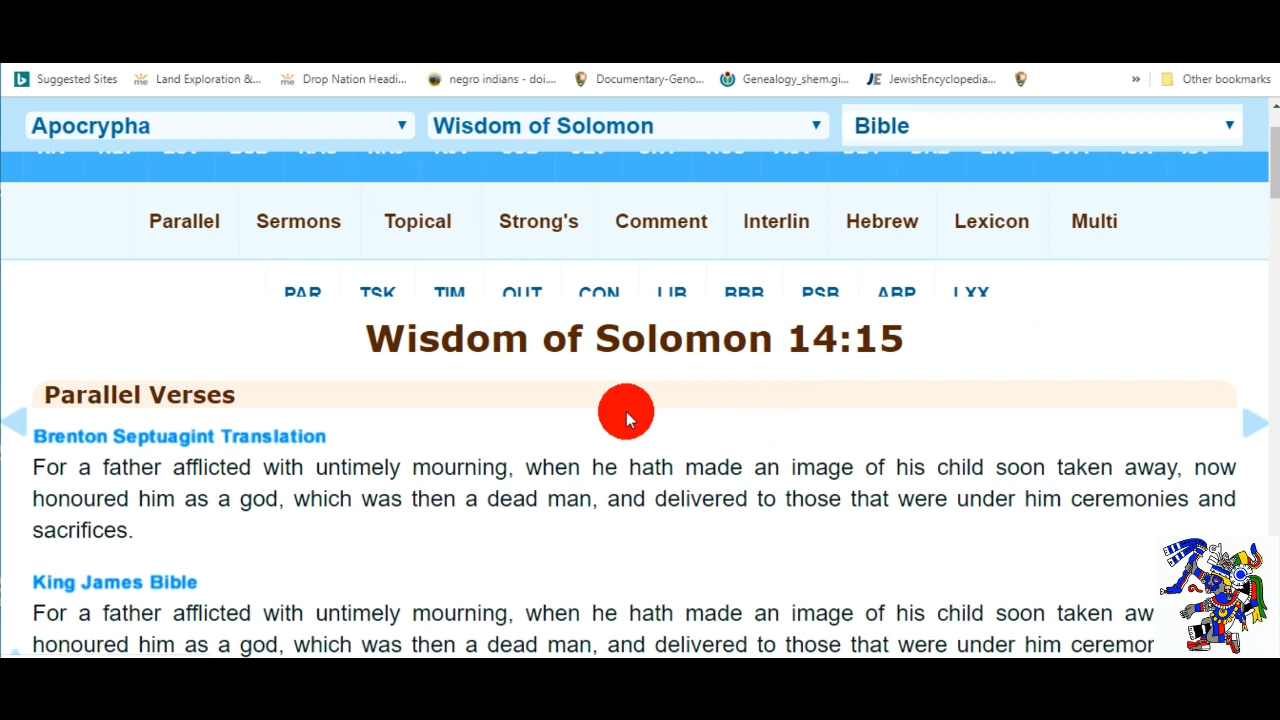 Suggested Sites Land Exploration &... Drop Nation Headi... negro indians - doi.... Documentary-Geno... Genealogy_shem.gi... JewishEncyclopedia... » Other bookmarks
Apocrypha Wisdom of Solomon Bible
Parallel Sermons Topical Strong's Comment Interlin Hebrew Lexicon Multi
PAR TSK TIM OUT CON LIB BBB PSB ABP LXX
Wisdom of Solomon 14:15
Parallel Verses
Brenton Septuagint Translation
For a father afflicted with untimely mourning, when he hath made an image of his child soon taken away, now
honoured him as a god, which was then a dead man, and delivered to those that were under him ceremonies and
sacrifices.
King James Bible
For a father afflicted with untimely mourning, when he hath made an image of his child soon taken aw
honoured him as a god, which was then a dead man, and delivered to those that were under him ceremor